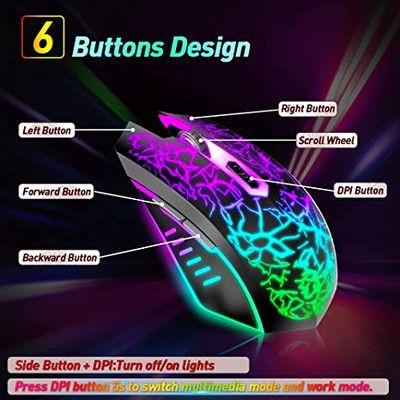 6 Buttons Design
Right Button
Left Button
Scroll Wheel
Forward Button
DPI Button
Backward Button
Side Button + DPI:Turn off/on lights
Press DPI button 5s to switch multimedia mode and work mode.